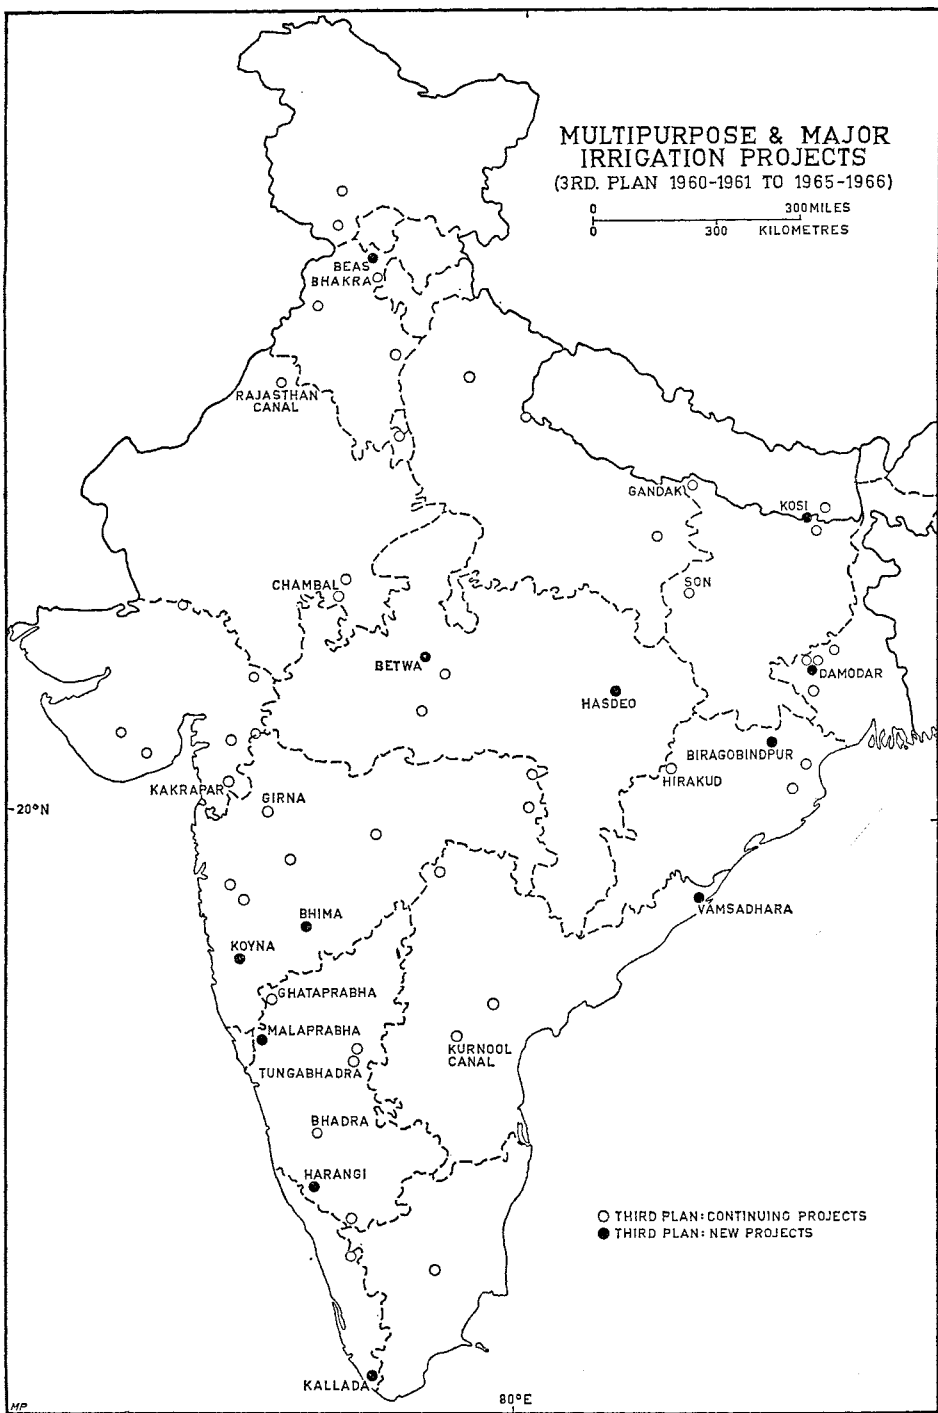 MULTIPURPOSE & MAJOR
IRRIGATION PROJECTS
(3RD. PLAN 1960-1961 TO 1965-1966)
0 300 MILES
0 300 KILOMETRES
BEAS
BHAKRA
RAJASTHAN
CANAL
GANDAK
KOSI
CHAMBAL
SON
BETWA
DAMODAR
HASDEO
BIRAGOBINDPUR
HIRAKUD
KAKRAPAR
GIRNA
20°N
VAMSADHARA
BHIMA
KOYNA
GHATAPRABHA
MALAPRABHA
KURNOOL
CANAL
TUNGABHADRA
BHADRA
HARANGI
THIRD PLAN: CONTINUING PROJECTS
THIRD PLAN: NEW PROJECTS
KALLADA
80°E
MP